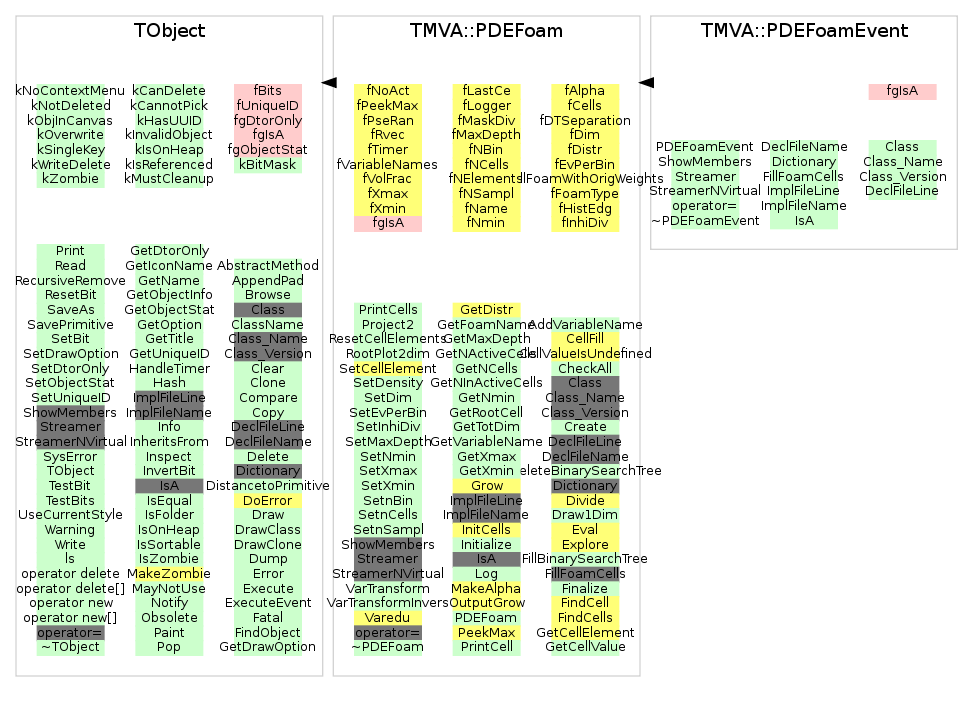 TObject
kNoContextMenu
kNotDeleted
kObjInCanvas
kOverwrite
kSingleKey
kWriteDelete
kZombie
kCanDelete
kCannotPick
kHasUUID
kInvalidObject
kIsOnHeap
kIsReferenced
kMustCleanup
fBits
fUniqueID
fgDtorOnly
fgIsA
fgObjectStat
kBitMask
Print
Read
RecursiveRemove
ResetBit
SaveAs
SavePrimitive
SetBit
SetDrawOption
SetDtorOnly
SetObjectStat
SetUniqueID
ShowMembers
Streamer
StreamerNVirtual
SysError
TObject
TestBit
TestBits
UseCurrentStyle
Warning
Write
ls
operator delete
operator delete[]
operator new
operator new[]
operator=
~TObject
GetDtorOnly
GetIconName
GetName
GetObjectInfo
GetObjectStat
GetOption
GetTitle
GetUniqueID
HandleTimer
Hash
ImplFileLine
ImplFileName
Info
InheritsFrom
Inspect
InvertBit
IsA
IsEqual
IsFolder
IsOnHeap
IsSortable
IsZombie
MakeZombie
MayNotUse
Notify
Obsolete
Paint
Pop
AbstractMethod
AppendPad
Browse
Class
ClassName
Class_Name
Class_Version
Clear
Clone
Compare
Copy
DeclFileLine
DeclFileName
Delete
Dictionary
DistancetoPrimitive
DoError
Draw
DrawClass
DrawClone
Dump
Error
Execute
ExecuteEvent
Fatal
FindObject
GetDrawOption
TMVA::PDEFoam
fNoAct
fPeekMax
fPseRan
fRvec
fTimer
fVariableNames
fVolFrac
fXmax
fXmin
fgIsA
fLastCe
fLogger
fMaskDiv
fMaxDepth
fNBin
fNCells
fNElements
fNSampl
fName
fNmin
fAlpha
fCells
fDTSeparation
fDim
fDistr
fEvPerBin
llFoamWithOrigWeights
fFoamType
fHistEdg
fInhiDiv
PrintCells
Project2
ResetCellElements
RootPlot2dim
SetCellElement
SetDensity
SetDim
SetEvPerBin
SetInhiDiv
SetMaxDepth
SetNmin
SetXmax
SetXmin
SetnBin
SetnCells
SetnSampl
ShowMembers
Streamer
StreamerNVirtual
VarTransform
VarTransformInvers
Varedu
operator=
~PDEFoam
GetDistr
GetFoamName
GetMaxDepth
GetNActiveCells
GetNCells
GetNInActiveCells
GetNmin
GetRootCell
GetTotDim
GetVariableName
GetXmax
GetXmin
Grow
ImplFileLine
ImplFileName
InitCells
Initialize
IsA
Log
MakeAlpha
OutputGrow
PDEFoam
PeekMax
PrintCell
AddVariableName
CellFill
CellValueIsUndefined
CheckAll
Class
Class_Name
Class_Version
Create
DeclFileLine
DeclFileName
eleteBinarySearchTree
Dictionary
Divide
Draw1Dim
Eval
Explore
FillBinarySearchTree
FillFoamCells
Finalize
FindCell
FindCells
GetCellElement
GetCellValue
TMVA::PDEFoamEvent
fgIsA
PDEFoamEvent
ShowMembers
Streamer
StreamerNVirtual
operator=
~PDEFoamEvent
DeclFileName
Dictionary
FillFoamCells
ImplFileLine
ImplFileName
IsA
Class
Class_Name
Class_Version
DeclFileLine